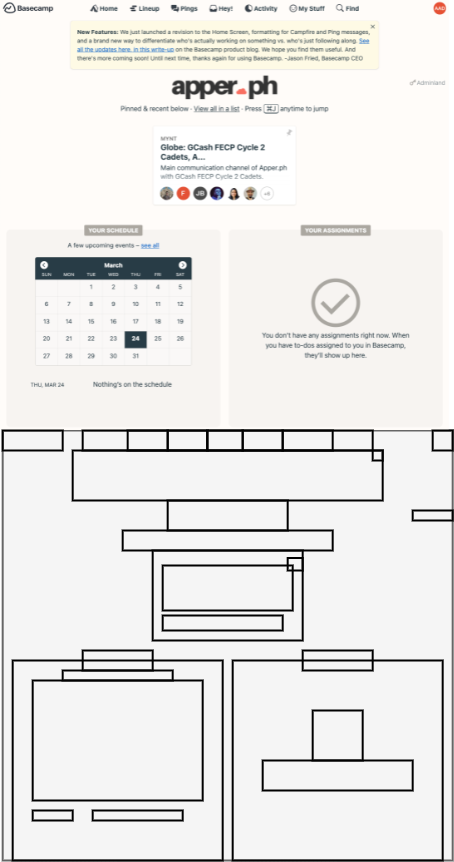 Basecamp Home Lineup Pings Hey! Activity My Stuff Find AAD
New Features: We just launched a revision to the Home Screen, formatting for Campfire and Ping messages,
and a brand new way to differentiate who's actually working on something vs. who's just following along. See
all the updates here, in this write-up on the Basecamp product blog. We hope you find them useful. And
there's more coming soon! Until next time, thanks again for using Basecamp. -Jason Fried, Basecamp CEO
apper.ph
Adminland
Pinned & recent below · View all in a list · Press ⌘J anytime to jump
MYNT
Globe: GCash FECP Cycle 2
Cadets, A...
Main communication channel of Apper.ph
with GCash FECP Cycle 2 Cadets.
F JB +4
YOUR SCHEDULE
A few upcoming events – see all
March
SUN MON TUE WED THU FRI SAT
1 2 3 4 5
6 7 8 9 10 11 12
13 14 15 16 17 18 19
20 21 22 23 24 25 26
27 28 29 30 31
THU, MAR 24 Nothing's on the schedule
YOUR ASSIGNMENTS
You don't have any assignments right now. When
you have to-dos assigned to you in Basecamp,
they'll show up here.